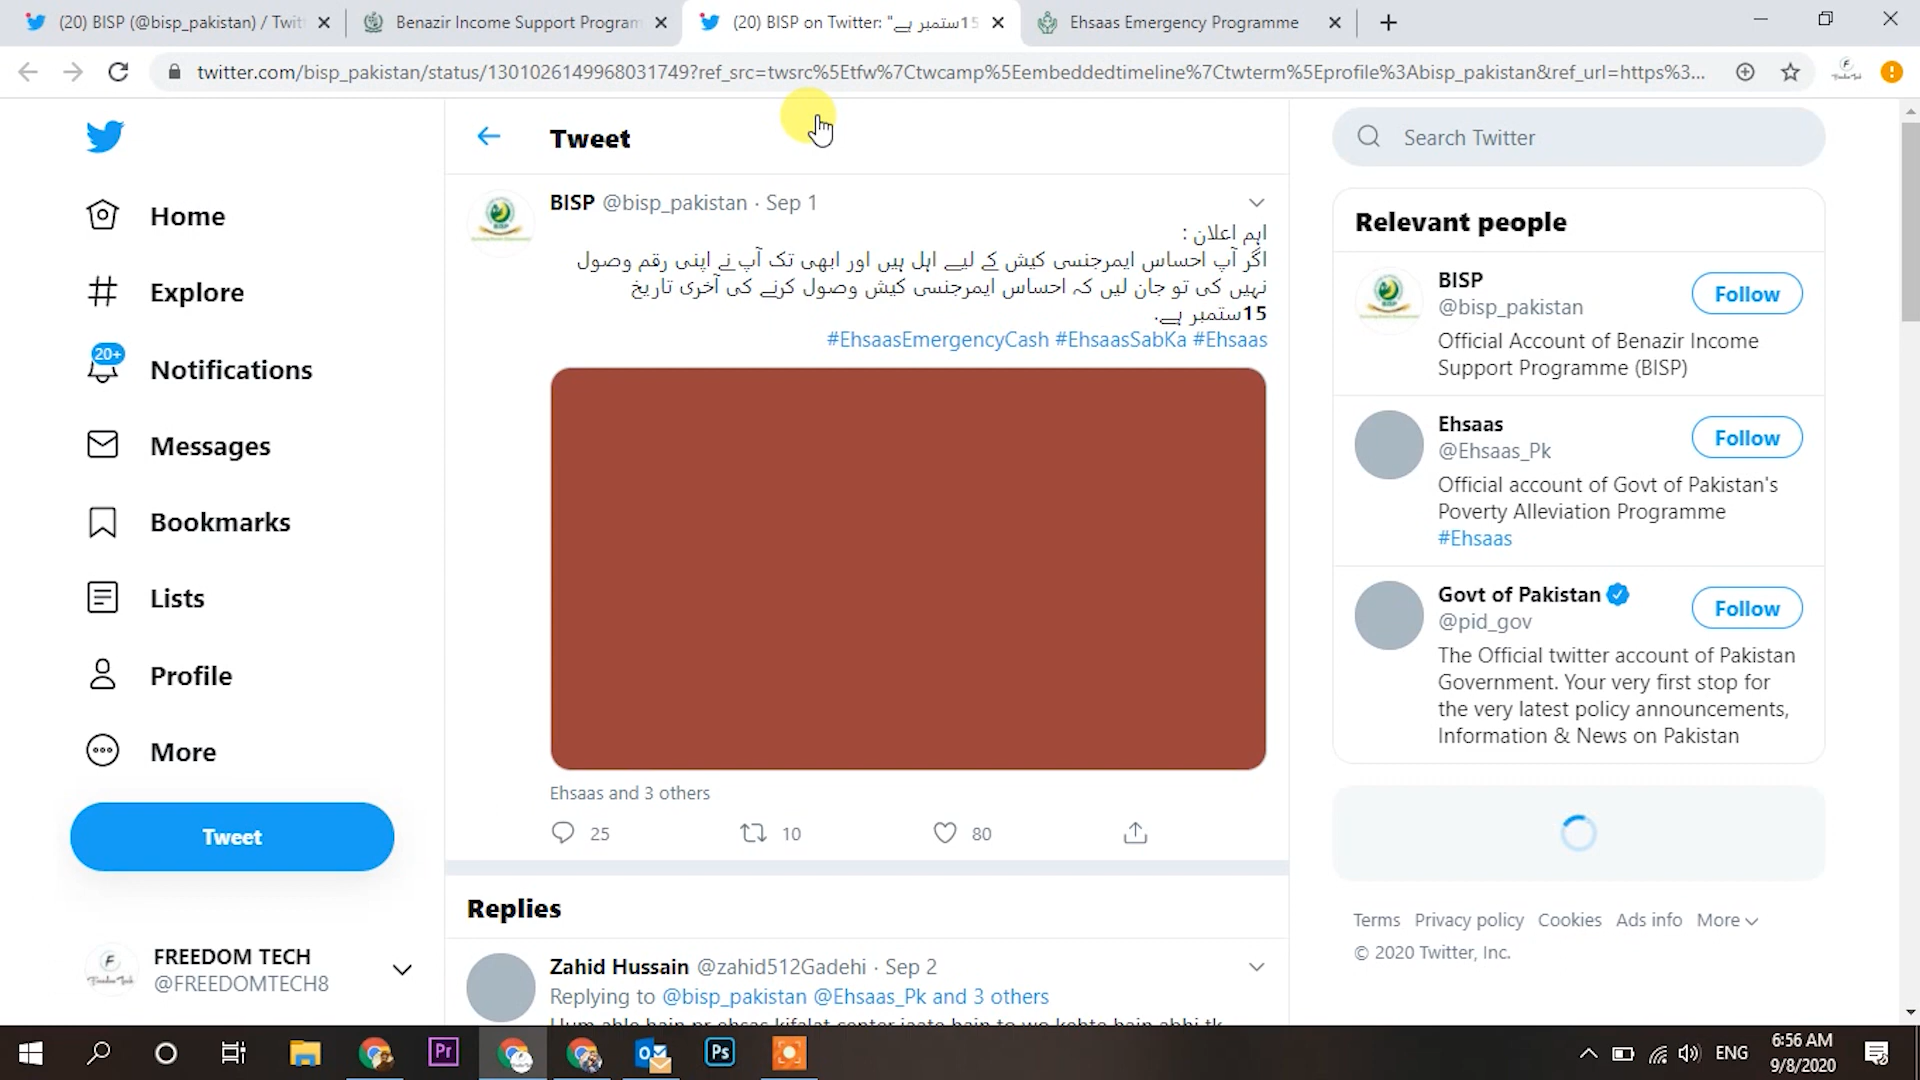 (20) BISP (@bisp_pakistan) / Twit
Benazir Income Support Program
(20) BISP on Twitter: "15ستمبر ہے
Ehsaas Emergency Programme
twitter.com/bisp_pakistan/status/1301026149968031749?ref_src=twsrc%5Etfw%7Ctwcamp%5Eembeddedtimeline%7Ctwterm%5Eprofile%3Abisp_pakistan&ref_url=https%3...
Home
Explore
20+
Notifications
Messages
Bookmarks
Lists
Profile
More
Tweet
FREEDOM TECH
@FREEDOMTECH8
Tweet
BISP @bisp_pakistan · Sep 1
اہم اعلان :
اگر آپ احساس ایمرجنسی کیش کے لیے اہل ہیں اور ابھی تک آپ نے اپنی رقم وصول
نہیں کی تو جان لیں کہ احساس ایمرجنسی کیش وصول کرنے کی آخری تاریخ
15ستمبر ہے.
#EhsaasEmergencyCash #EhsaasSabKa #Ehsaas
Ehsaas and 3 others
25 10 80
Replies
Zahid Hussain @zahid512Gadehi · Sep 2
Replying to @bisp_pakistan @Ehsaas_Pk and 3 others
Search Twitter
Relevant people
BISP
@bisp_pakistan
Follow
Official Account of Benazir Income
Support Programme (BISP)
Ehsaas
@Ehsaas_Pk
Follow
Official account of Govt of Pakistan's
Poverty Alleviation Programme
#Ehsaas
Govt of Pakistan
@pid_gov
Follow
The Official twitter account of Pakistan
Government. Your very first stop for
the very latest policy announcements,
Information & News on Pakistan
Terms Privacy policy Cookies Ads info More
© 2020 Twitter, Inc.
Pr
Ps
ENG
6:56 AM
9/8/2020